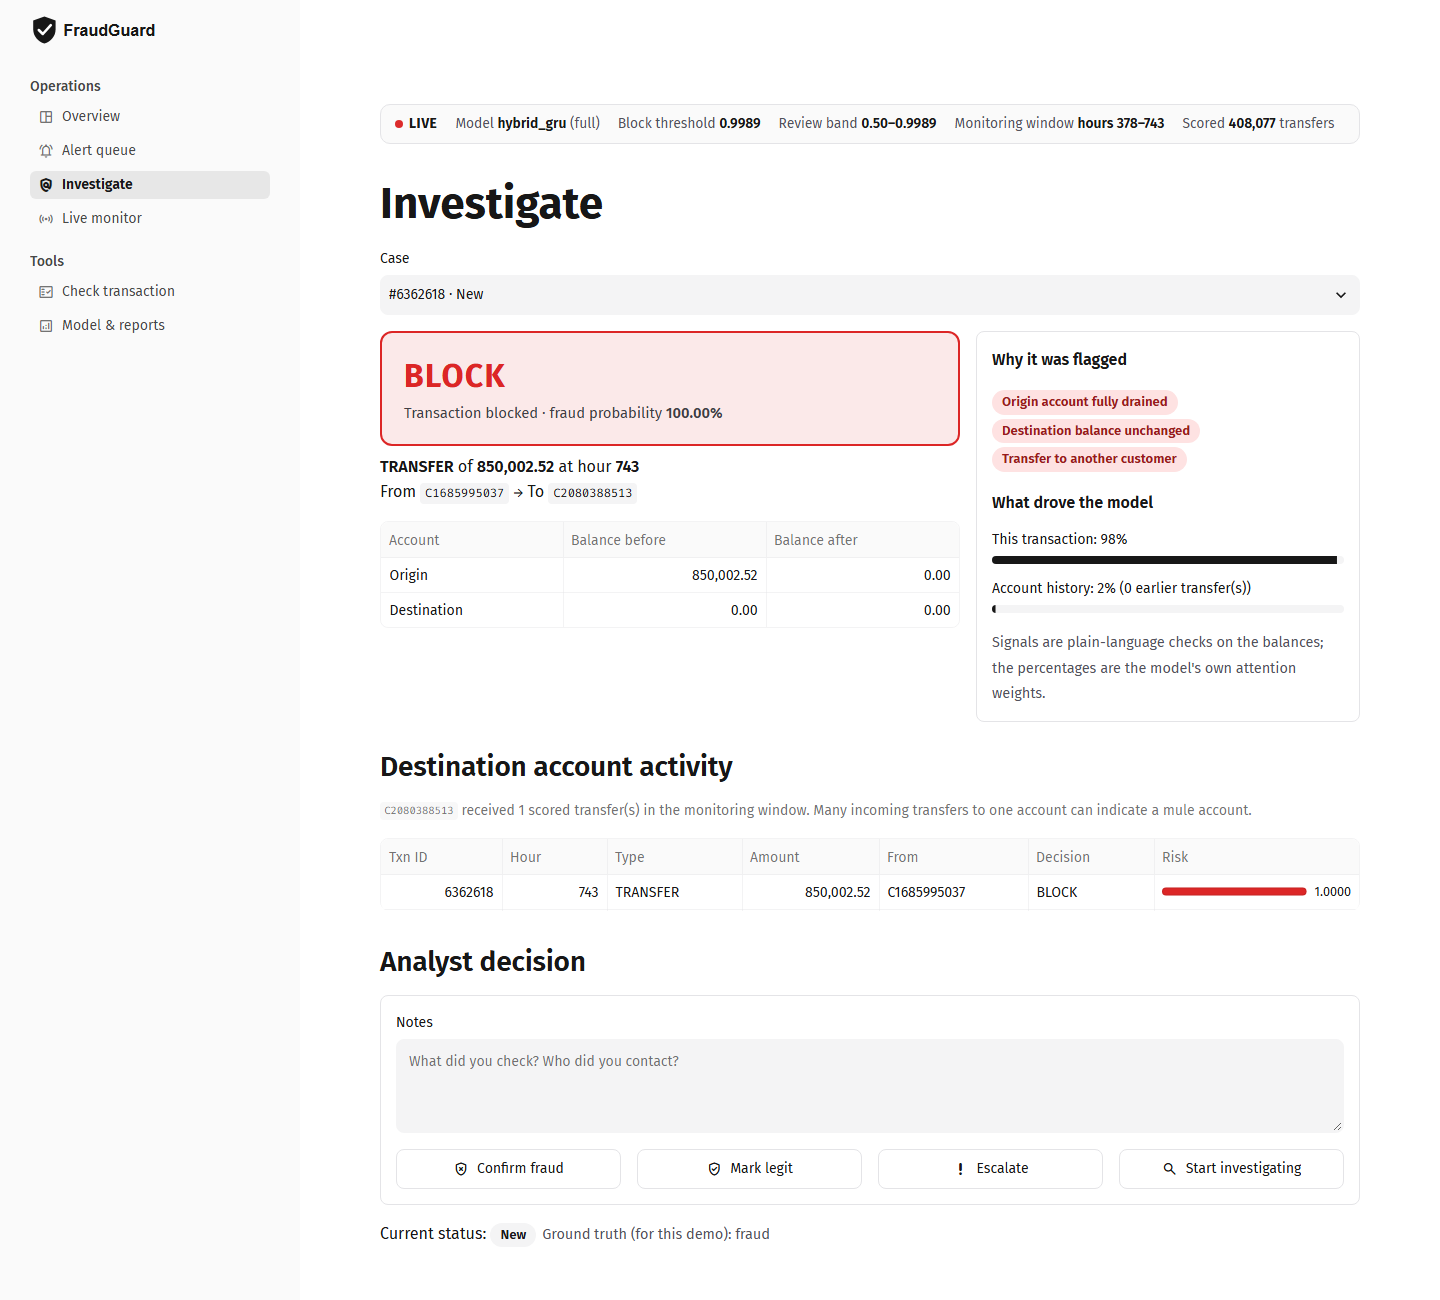 FraudGuard
Operations
Overview
Alert queue
Investigate
Live monitor
Tools
Check transaction
Model & reports
LIVE Model hybrid_gru (full) Block threshold 0.9989 Review band 0.50–0.9989 Monitoring window hours 378–743 Scored 408,077 transfers
Investigate
Case
#6362618 · New
BLOCK
Transaction blocked · fraud probability 100.00%
TRANSFER of 850,002.52 at hour 743
From C1685995037 → To C2080388513
Account Balance before Balance after
Origin 850,002.52 0.00
Destination 0.00 0.00
Why it was flagged
Origin account fully drained
Destination balance unchanged
Transfer to another customer
What drove the model
This transaction: 98%
Account history: 2% (0 earlier transfer(s))
Signals are plain-language checks on the balances;
the percentages are the model's own attention
weights.
Destination account activity
C2080388513 received 1 scored transfer(s) in the monitoring window. Many incoming transfers to one account can indicate a mule account.
Txn ID Hour Type Amount From Decision Risk
6362618 743 TRANSFER 850,002.52 C1685995037 BLOCK 1.0000
Analyst decision
Notes
What did you check? Who did you contact?
Confirm fraud Mark legit Escalate Start investigating
Current status: New Ground truth (for this demo): fraud